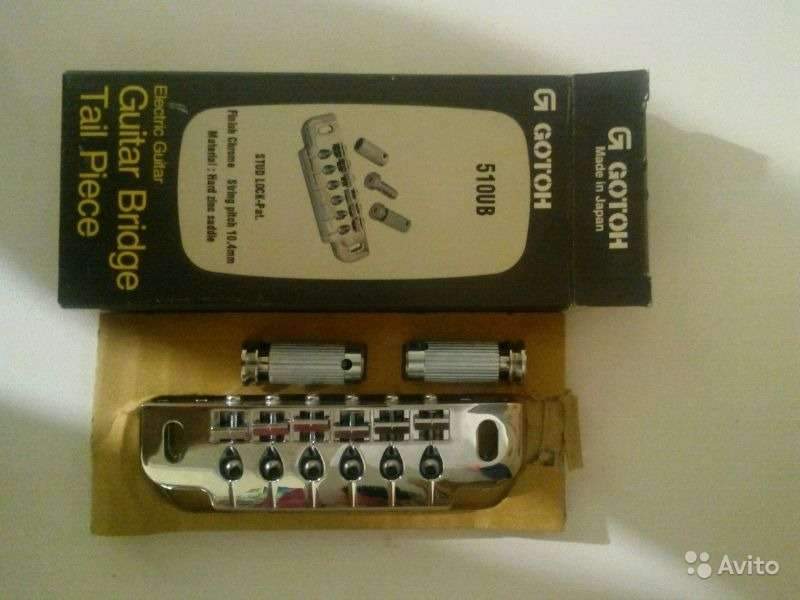 Electric Guitar
Guitar Bridge
Tail Piece
Finish Chrome String pitch 10.4mm
Material : Hard zinc saddle
STUD LOCK-Pat.
510UB
G GOTOH
G GOTOH
Made in Japan
Avito